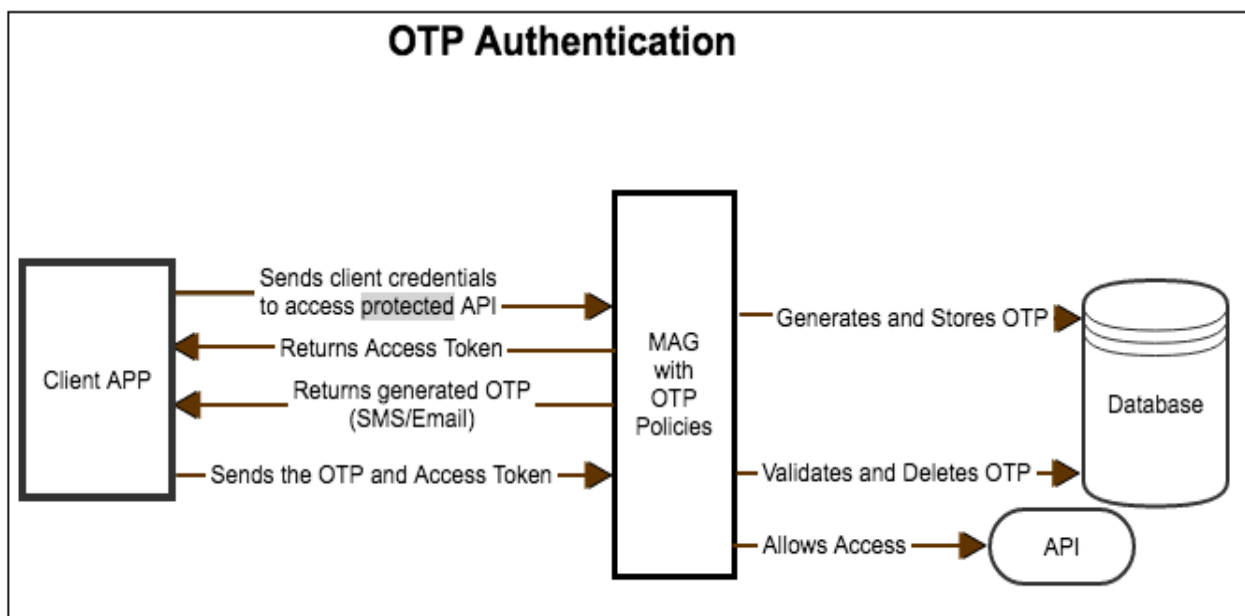 OTP Authentication
Sends client credentials
to access protected API
Returns Access Token
Returns generated OTP
(SMS/Email)
Sends the OTP and Access Token
Client APP
MAG
with
OTP
Policies
Generates and Stores OTP
Database
Validates and Deletes OTP
Allows Access
API